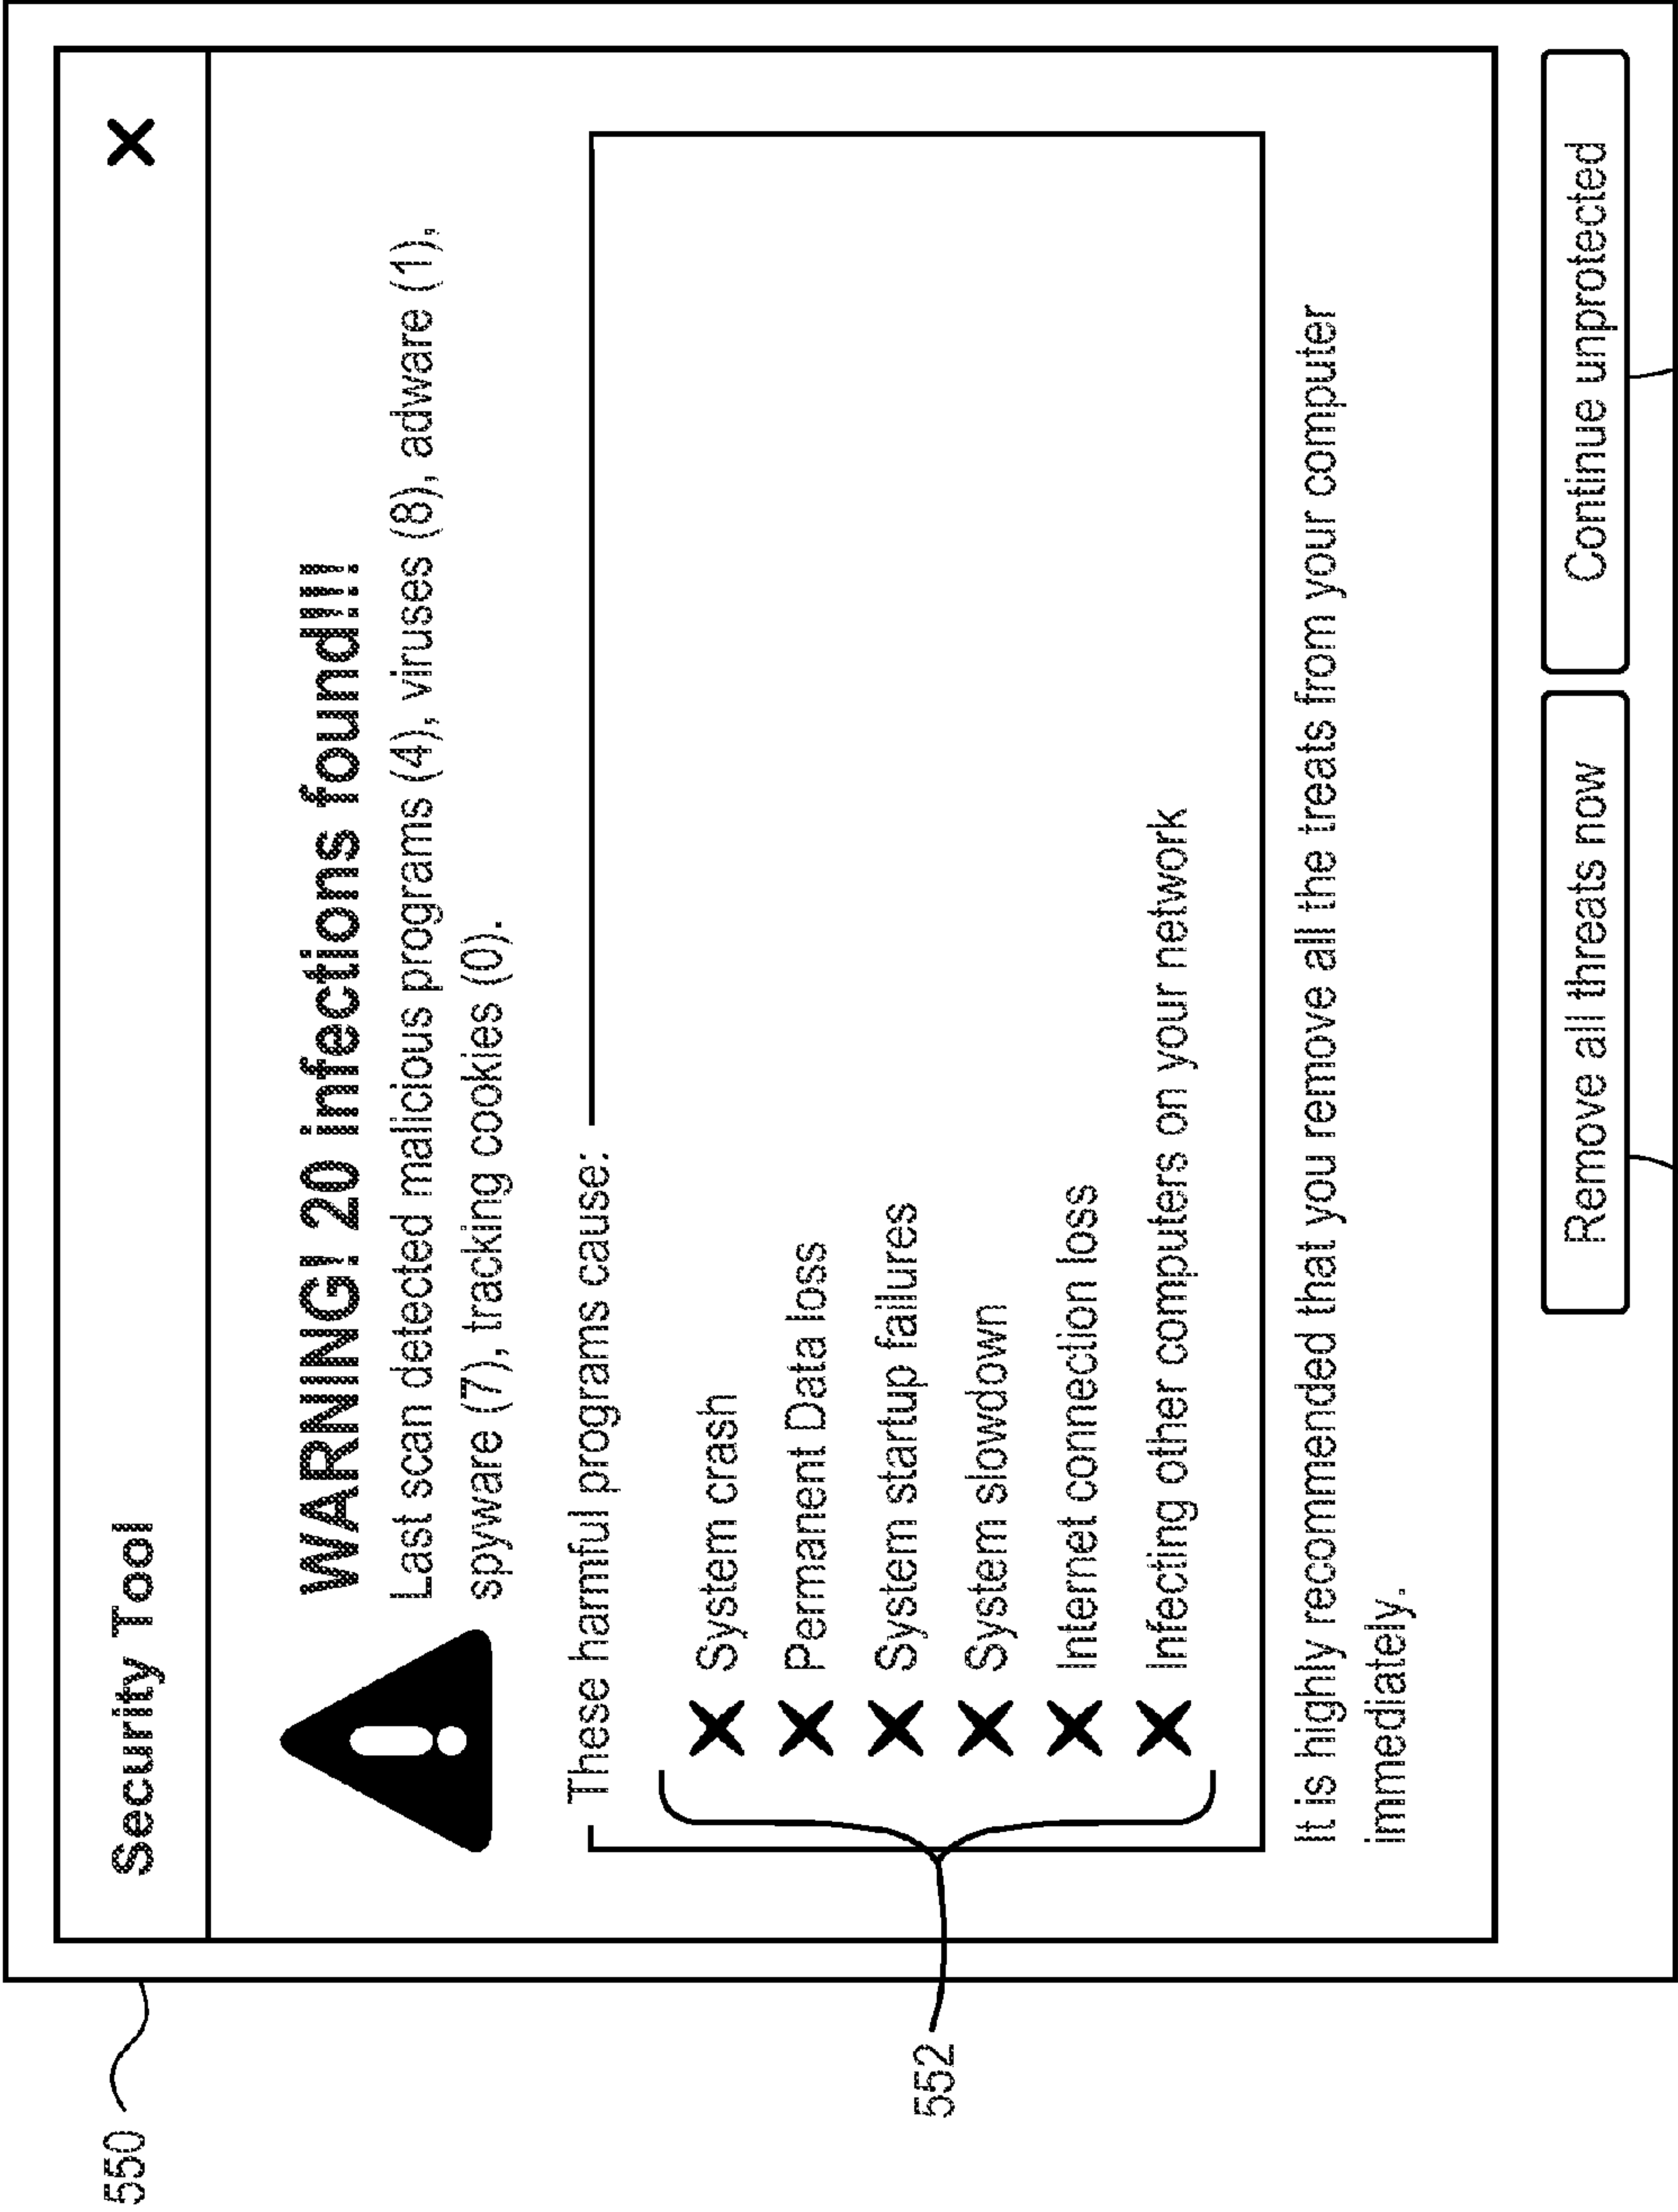 550
Security Tool
WARNING! 20 infections found!!!
Last scan detected malicious programs (4), viruses (8), adware (1),
spyware (7), tracking cookies (0).
These harmful programs cause:
552
System crash
Permanent Data loss
System startup failures
System slowdown
Internet connection loss
Infecting other computers on your network
It is highly recommended that you remove all the treats from your computer
immediately.
Remove all threats now
Continue unprotected